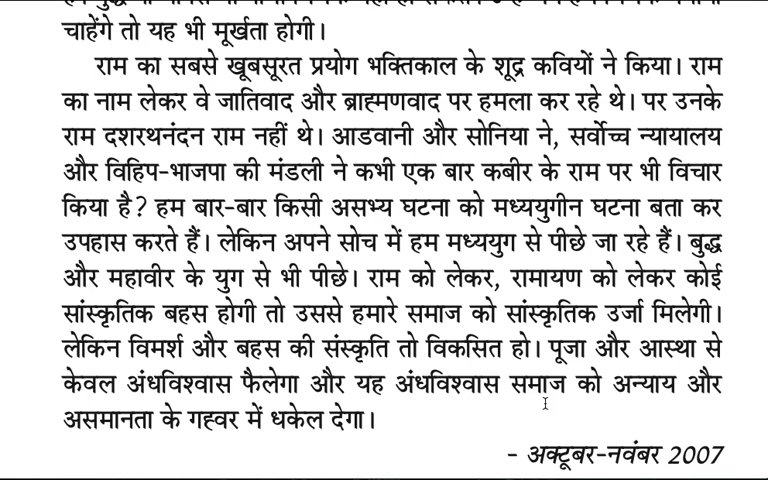 चाहेंगे तो यह भी मूर्खता होगी।
राम का सबसे खूबसूरत प्रयोग भक्तिकाल के शूद्र कवियों ने किया। राम
का नाम लेकर वे जातिवाद और ब्राह्मणवाद पर हमला कर रहे थे। पर उनके
राम दशरथनंदन राम नहीं थे। आडवानी और सोनिया ने, सर्वोच्च न्यायालय
और विहिप-भाजपा की मंडली ने कभी एक बार कबीर के राम पर भी विचार
किया है? हम बार-बार किसी असभ्य घटना को मध्ययुगीन घटना बता कर
उपहास करते हैं। लेकिन अपने सोच में हम मध्ययुग से पीछे जा रहे हैं। बुद्ध
और महावीर के युग से भी पीछे। राम को लेकर, रामायण को लेकर कोई
सांस्कृतिक बहस होगी तो उससे हमारे समाज को सांस्कृतिक उर्जा मिलेगी।
लेकिन विमर्श और बहस की संस्कृति तो विकसित हो। पूजा और आस्था से
केवल अंधविश्वास फैलेगा और यह अंधविश्वास समाज को अन्याय और
असमानता के गह्वर में धकेल देगा।
- अक्टूबर-नवंबर 2007